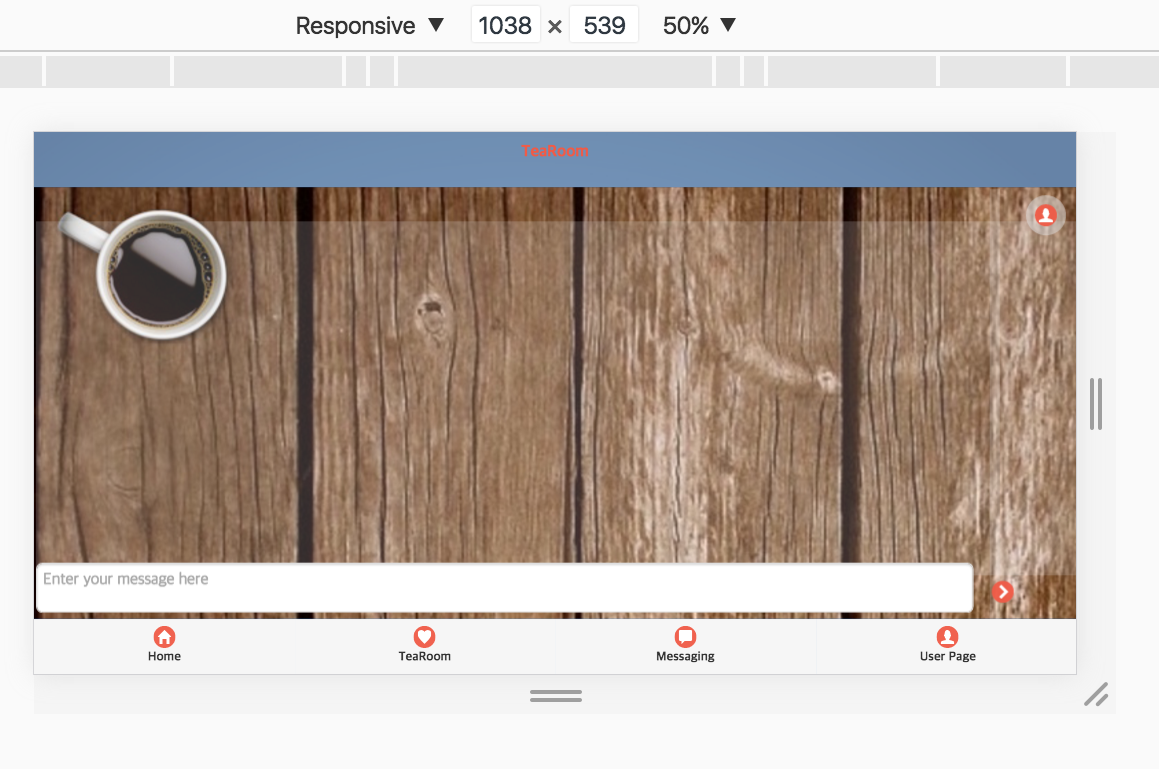 Responsive ▼ 1038 × 539 50% ▼
TeaRoom
Enter your message here
Home TeaRoom Messaging User Page